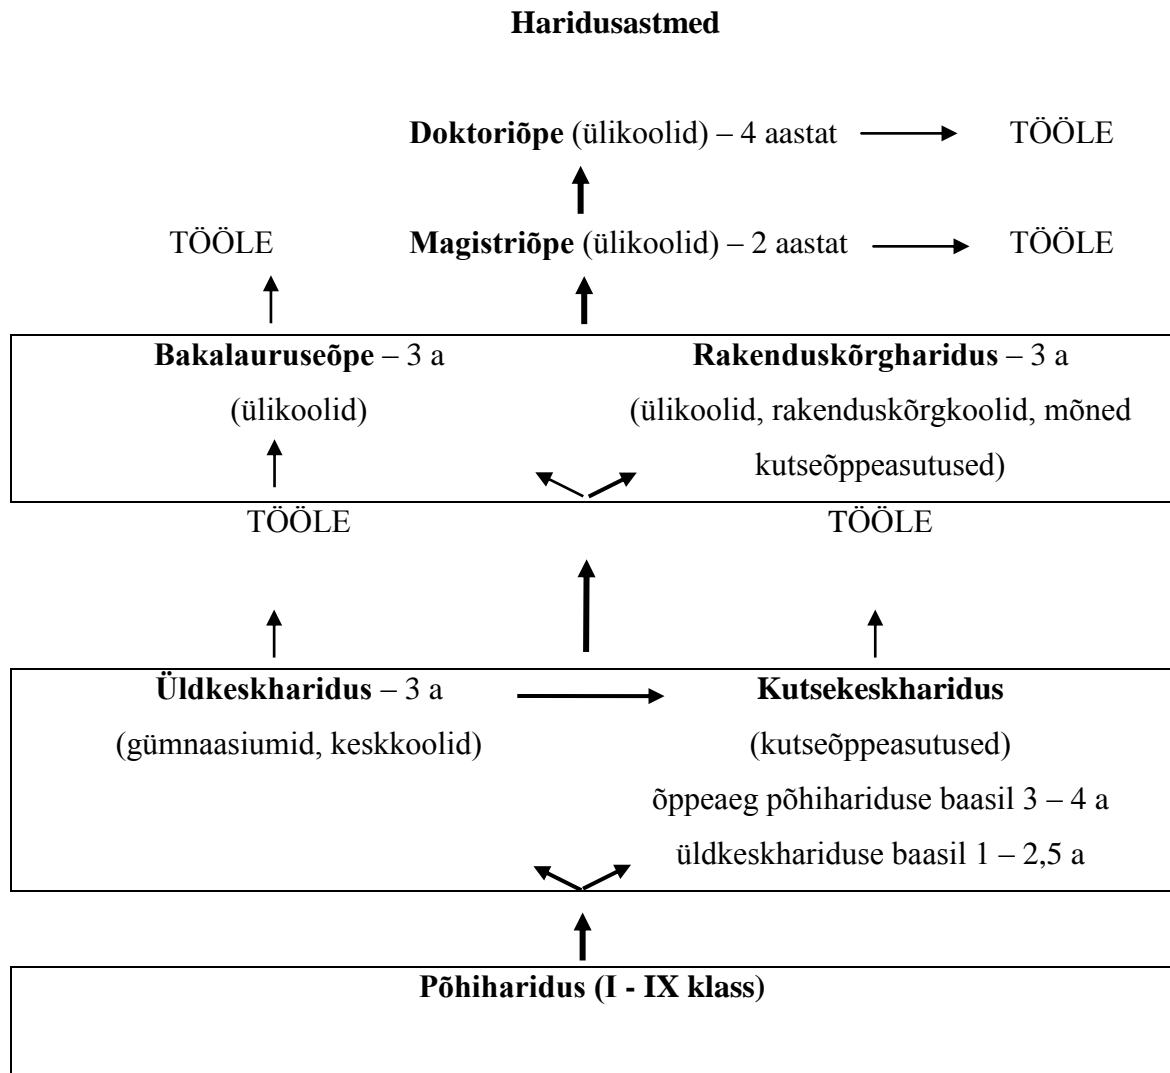 Haridusastmed
Doktoriõpe (ülikoolid) – 4 aastat TÖÖLE
TÖÖLE Magistriõpe (ülikoolid) – 2 aastat TÖÖLE
Bakalauruseõpe – 3 a
(ülikoolid)
Rakenduskõrgharidus – 3 a
(ülikoolid, rakenduskõrgkoolid, mõned
kutseõppeasutused)
TÖÖLE TÖÖLE
Üldkeskharidus – 3 a
(gümnaasiumid, keskkoolid)
Kutsekeskharidus
(kutseõppeasutused)
õppeaeg põhihariduse baasil 3 – 4 a
üldkeskhariduse baasil 1 – 2,5 a
Põhiharidus (I - IX klass)